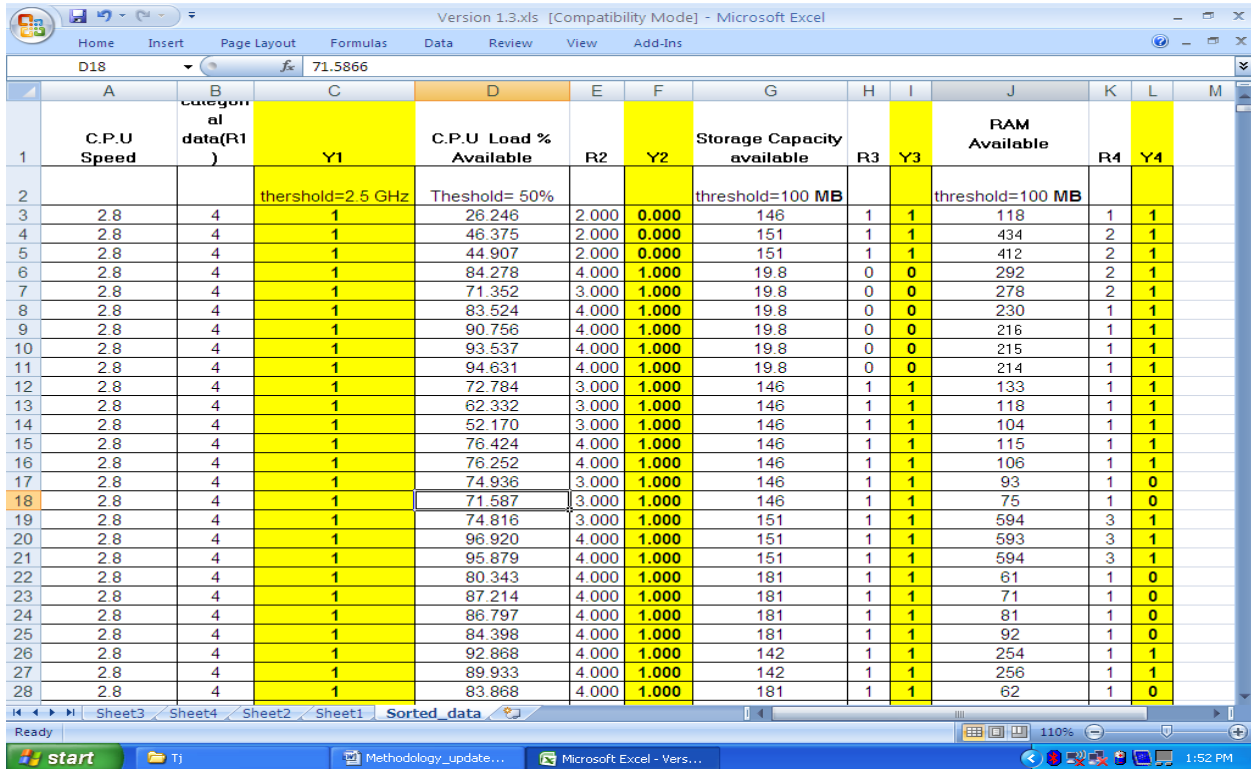 Version 1.3.xls [Compatibility Mode] - Microsoft Excel
Home Insert Page Layout Formulas Data Review View Add-Ins
D18 fx 71.5866
A B C D E F G H I J K L M
1 C.P.U Speed categori al data(R1 ) Y1 C.P.U Load % Available R2 Y2 Storage Capacity available R3 Y3 RAM Available R4 Y4
2 thershold=2.5 GHz Theshold= 50% threshold=100 MB threshold=100 MB
3 2.8 4 1 26.246 2.000 0.000 146 1 1 118 1 1
4 2.8 4 1 46.375 2.000 0.000 151 1 1 434 2 1
5 2.8 4 1 44.907 2.000 0.000 151 1 1 412 2 1
6 2.8 4 1 84.278 4.000 1.000 19.8 0 0 292 2 1
7 2.8 4 1 71.352 3.000 1.000 19.8 0 0 278 2 1
8 2.8 4 1 83.524 4.000 1.000 19.8 0 0 230 1 1
9 2.8 4 1 90.756 4.000 1.000 19.8 0 0 216 1 1
10 2.8 4 1 93.537 4.000 1.000 19.8 0 0 215 1 1
11 2.8 4 1 94.631 4.000 1.000 19.8 0 0 214 1 1
12 2.8 4 1 72.784 3.000 1.000 146 1 1 133 1 1
13 2.8 4 1 62.332 3.000 1.000 146 1 1 118 1 1
14 2.8 4 1 52.170 3.000 1.000 146 1 1 104 1 1
15 2.8 4 1 76.424 4.000 1.000 146 1 1 115 1 1
16 2.8 4 1 76.252 4.000 1.000 146 1 1 106 1 1
17 2.8 4 1 74.936 3.000 1.000 146 1 1 93 1 0
18 2.8 4 1 71.587 3.000 1.000 146 1 1 75 1 0
19 2.8 4 1 74.816 3.000 1.000 151 1 1 594 3 1
20 2.8 4 1 96.920 4.000 1.000 151 1 1 593 3 1
21 2.8 4 1 95.879 4.000 1.000 151 1 1 594 3 1
22 2.8 4 1 80.343 4.000 1.000 181 1 1 61 1 0
23 2.8 4 1 87.214 4.000 1.000 181 1 1 71 1 0
24 2.8 4 1 86.797 4.000 1.000 181 1 1 81 1 0
25 2.8 4 1 84.398 4.000 1.000 181 1 1 92 1 0
26 2.8 4 1 92.868 4.000 1.000 142 1 1 254 1 1
27 2.8 4 1 89.933 4.000 1.000 142 1 1 256 1 1
28 2.8 4 1 83.868 4.000 1.000 181 1 1 62 1 0
Sheet3 Sheet4 Sheet2 Sheet1 Sorted_data
Ready 110%
start Tj Methodology_update... Microsoft Excel - Vers... 1:52 PM